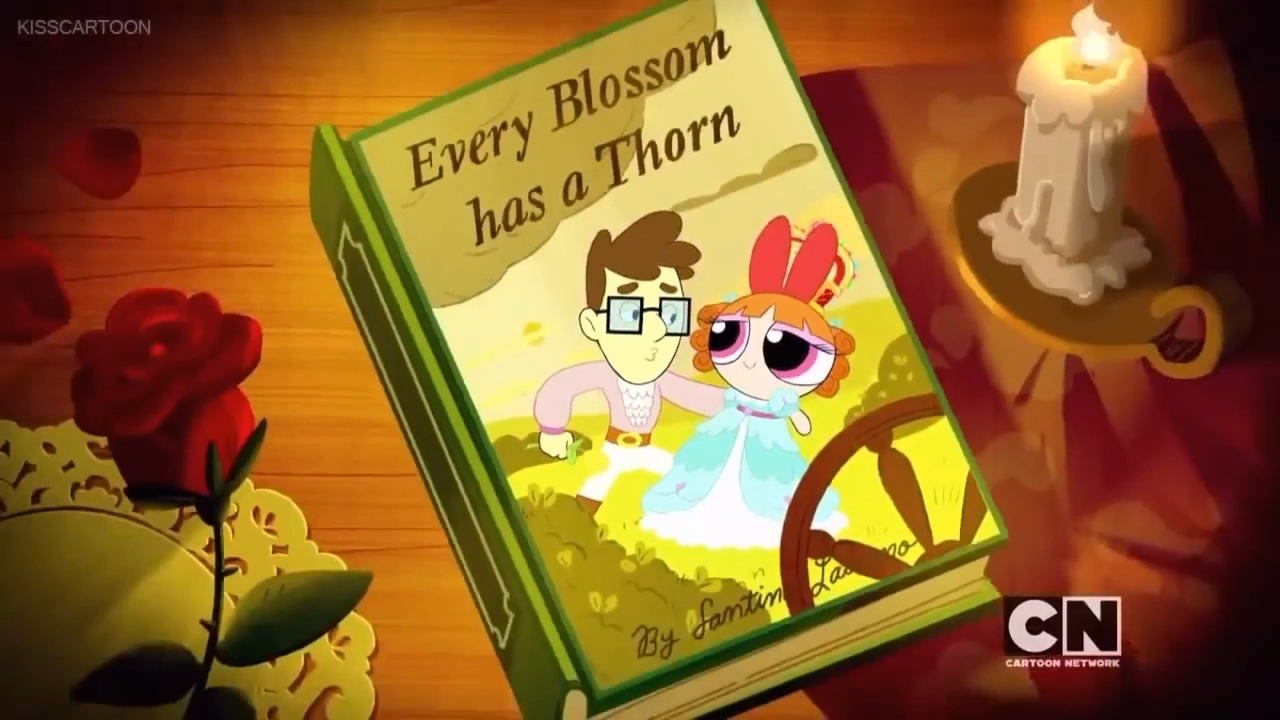 KISSCARTOON
Every Blossom
has a Thorn
By Santin
CN
CARTOON NETWORK